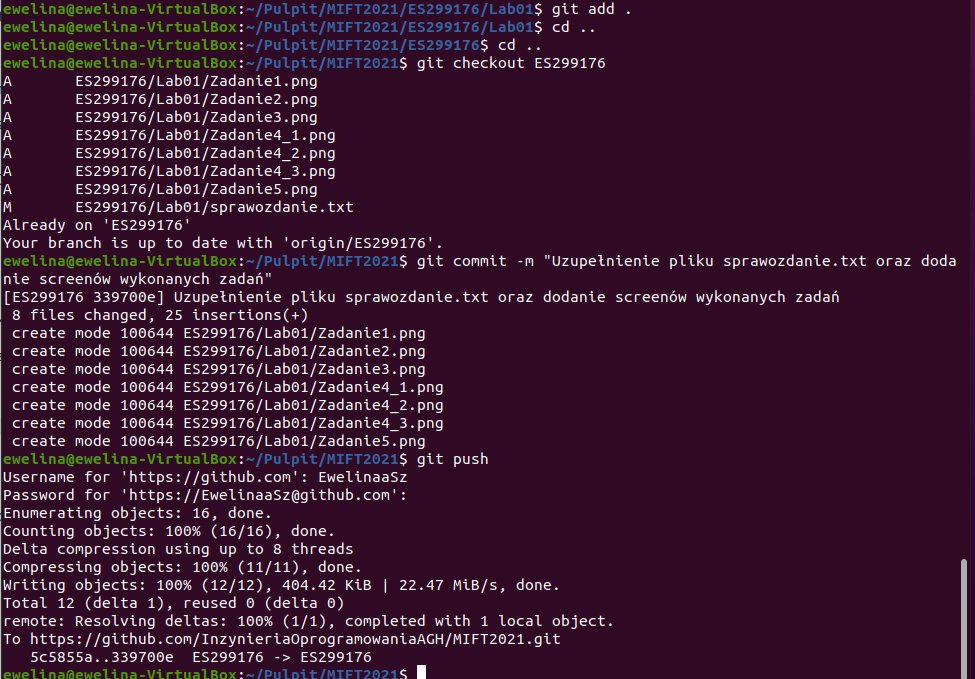 ewelina@ewelina-VirtualBox:~/Pulpit/MIFT2021/ES299176/Lab01$ git add .
ewelina@ewelina-VirtualBox:~/Pulpit/MIFT2021/ES299176/Lab01$ cd ..
ewelina@ewelina-VirtualBox:~/Pulpit/MIFT2021/ES299176$ cd ..
ewelina@ewelina-VirtualBox:~/Pulpit/MIFT2021$ git checkout ES299176
A       ES299176/Lab01/Zadanie1.png
A       ES299176/Lab01/Zadanie2.png
A       ES299176/Lab01/Zadanie3.png
A       ES299176/Lab01/Zadanie4_1.png
A       ES299176/Lab01/Zadanie4_2.png
A       ES299176/Lab01/Zadanie4_3.png
A       ES299176/Lab01/Zadanie5.png
M       ES299176/Lab01/sprawozdanie.txt
Already on 'ES299176'
Your branch is up to date with 'origin/ES299176'.
ewelina@ewelina-VirtualBox:~/Pulpit/MIFT2021$ git commit -m "Uzupełnienie pliku sprawozdanie.txt oraz doda
nie screenów wykonanych zadań"
[ES299176 339700e] Uzupełnienie pliku sprawozdanie.txt oraz dodanie screenów wykonanych zadań
 8 files changed, 25 insertions(+)
 create mode 100644 ES299176/Lab01/Zadanie1.png
 create mode 100644 ES299176/Lab01/Zadanie2.png
 create mode 100644 ES299176/Lab01/Zadanie3.png
 create mode 100644 ES299176/Lab01/Zadanie4_1.png
 create mode 100644 ES299176/Lab01/Zadanie4_2.png
 create mode 100644 ES299176/Lab01/Zadanie4_3.png
 create mode 100644 ES299176/Lab01/Zadanie5.png
ewelina@ewelina-VirtualBox:~/Pulpit/MIFT2021$ git push
Username for 'https://github.com': EwelinaaSz
Password for 'https://EwelinaaSz@github.com':
Enumerating objects: 16, done.
Counting objects: 100% (16/16), done.
Delta compression using up to 8 threads
Compressing objects: 100% (11/11), done.
Writing objects: 100% (12/12), 404.42 KiB | 22.47 MiB/s, done.
Total 12 (delta 1), reused 0 (delta 0)
remote: Resolving deltas: 100% (1/1), completed with 1 local object.
To https://github.com/InzynieriaOprogramowaniaAGH/MIFT2021.git
   5c5855a..339700e  ES299176 -> ES299176
ewelina@ewelina-VirtualBox:~/Pulpit/MIFT2021$